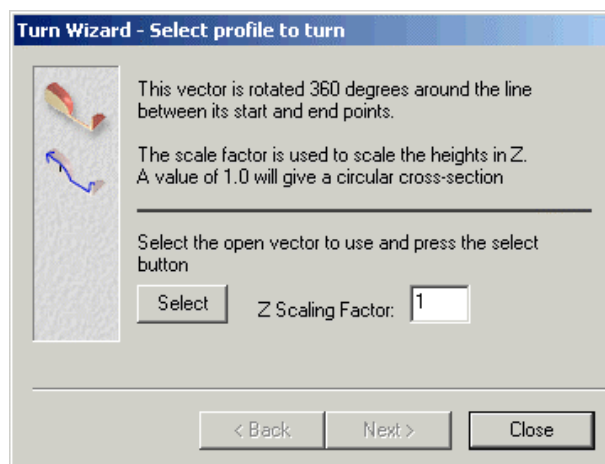 Turn Wizard - Select profile to turn
This vector is rotated 360 degrees around the line
between its start and end points.
The scale factor is used to scale the heights in Z.
A value of 1.0 will give a circular cross-section
Select the open vector to use and press the select
button
Select Z Scaling Factor: 1
< Back Next > Close